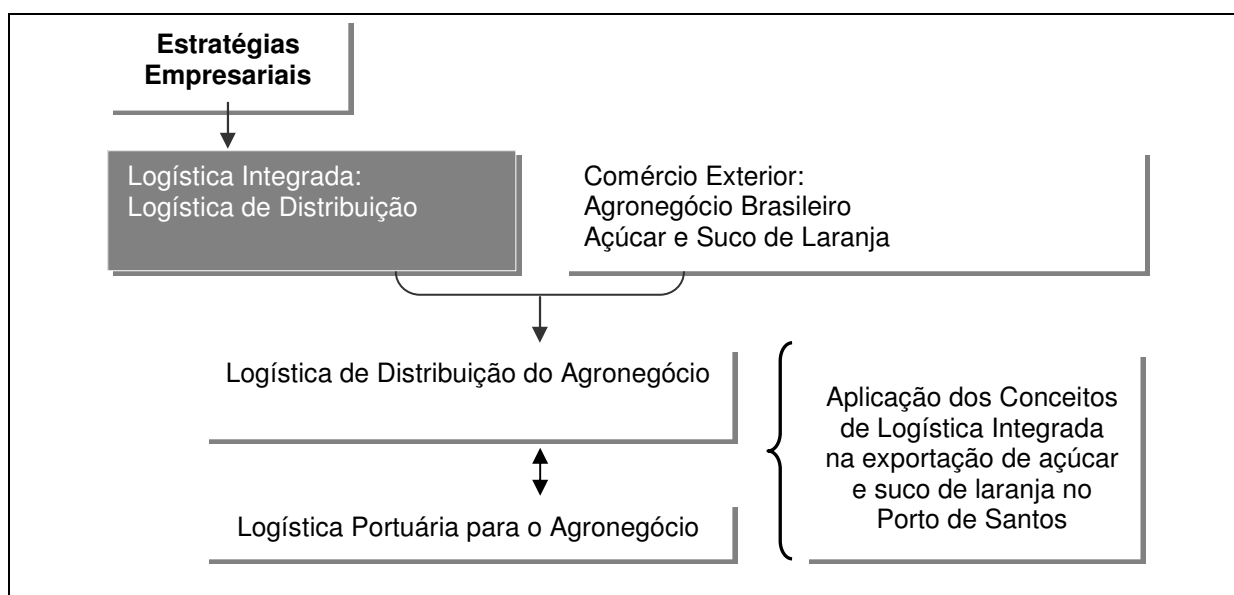 Estratégias
Empresariais
Logística Integrada:
Logística de Distribuição
Comércio Exterior:
Agronegócio Brasileiro
Açúcar e Suco de Laranja
Logística de Distribuição do Agronegócio
Logística Portuária para o Agronegócio
Aplicação dos Conceitos
de Logística Integrada
na exportação de açúcar
e suco de laranja no
Porto de Santos